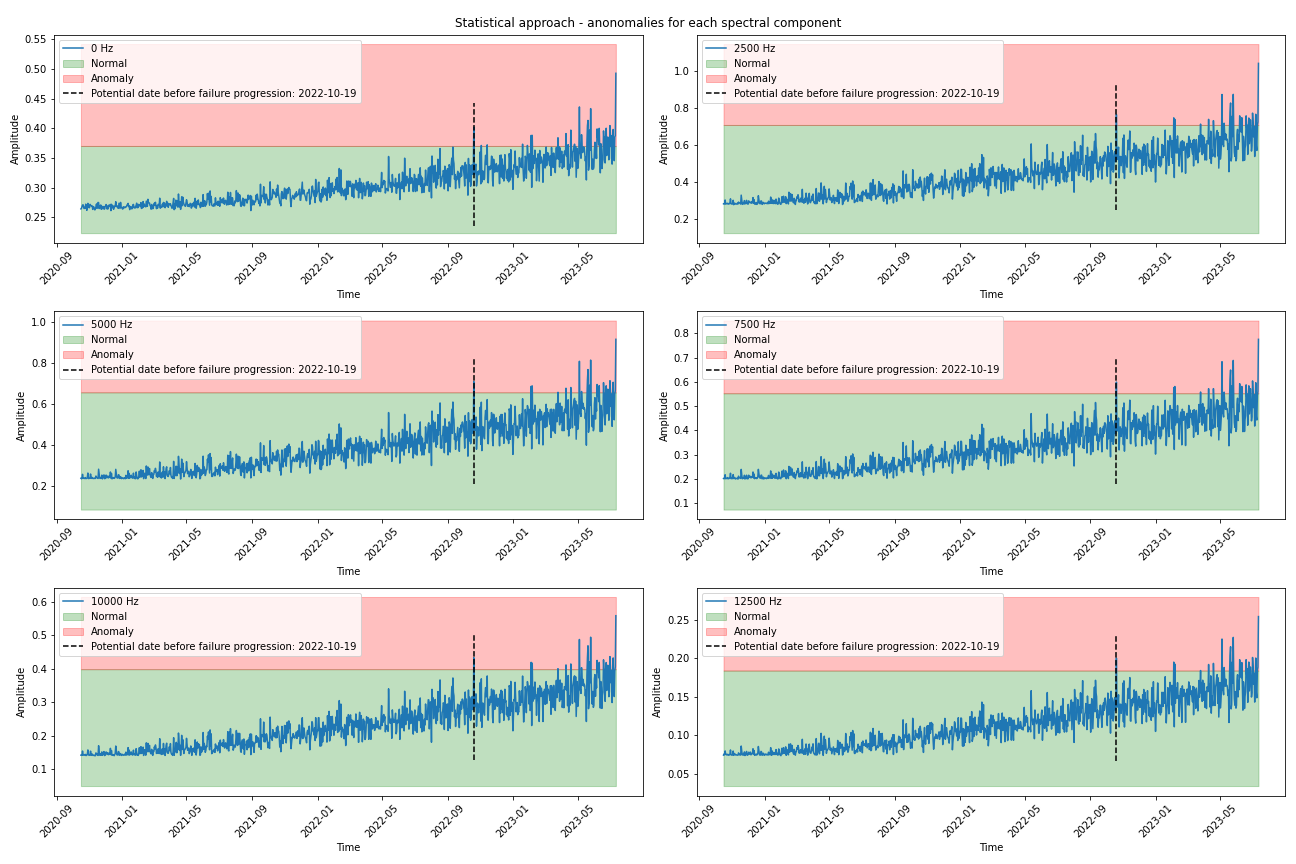 Statistical approach - anonomalies for each spectral component
0.55
0.50
0.45
0.40
0.35
0.30
0.25
Amplitude
0 Hz
Normal
Anomaly
Potential date before failure progression: 2022-10-19
2020-09
2021-01
2021-05
2021-09
2022-01
2022-05
2022-09
2023-01
2023-05
Time
1.0
0.8
0.6
0.4
0.2
Amplitude
2500 Hz
Normal
Anomaly
Potential date before failure progression: 2022-10-19
2020-09
2021-01
2021-05
2021-09
2022-01
2022-05
2022-09
2023-01
2023-05
Time
1.0
0.8
0.6
0.4
0.2
Amplitude
5000 Hz
Normal
Anomaly
Potential date before failure progression: 2022-10-19
2020-09
2021-01
2021-05
2021-09
2022-01
2022-05
2022-09
2023-01
2023-05
Time
0.8
0.7
0.6
0.5
0.4
0.3
0.2
0.1
Amplitude
7500 Hz
Normal
Anomaly
Potential date before failure progression: 2022-10-19
2020-09
2021-01
2021-05
2021-09
2022-01
2022-05
2022-09
2023-01
2023-05
Time
0.6
0.5
0.4
0.3
0.2
0.1
Amplitude
10000 Hz
Normal
Anomaly
Potential date before failure progression: 2022-10-19
2020-09
2021-01
2021-05
2021-09
2022-01
2022-05
2022-09
2023-01
2023-05
Time
0.25
0.20
0.15
0.10
0.05
Amplitude
12500 Hz
Normal
Anomaly
Potential date before failure progression: 2022-10-19
2020-09
2021-01
2021-05
2021-09
2022-01
2022-05
2022-09
2023-01
2023-05
Time